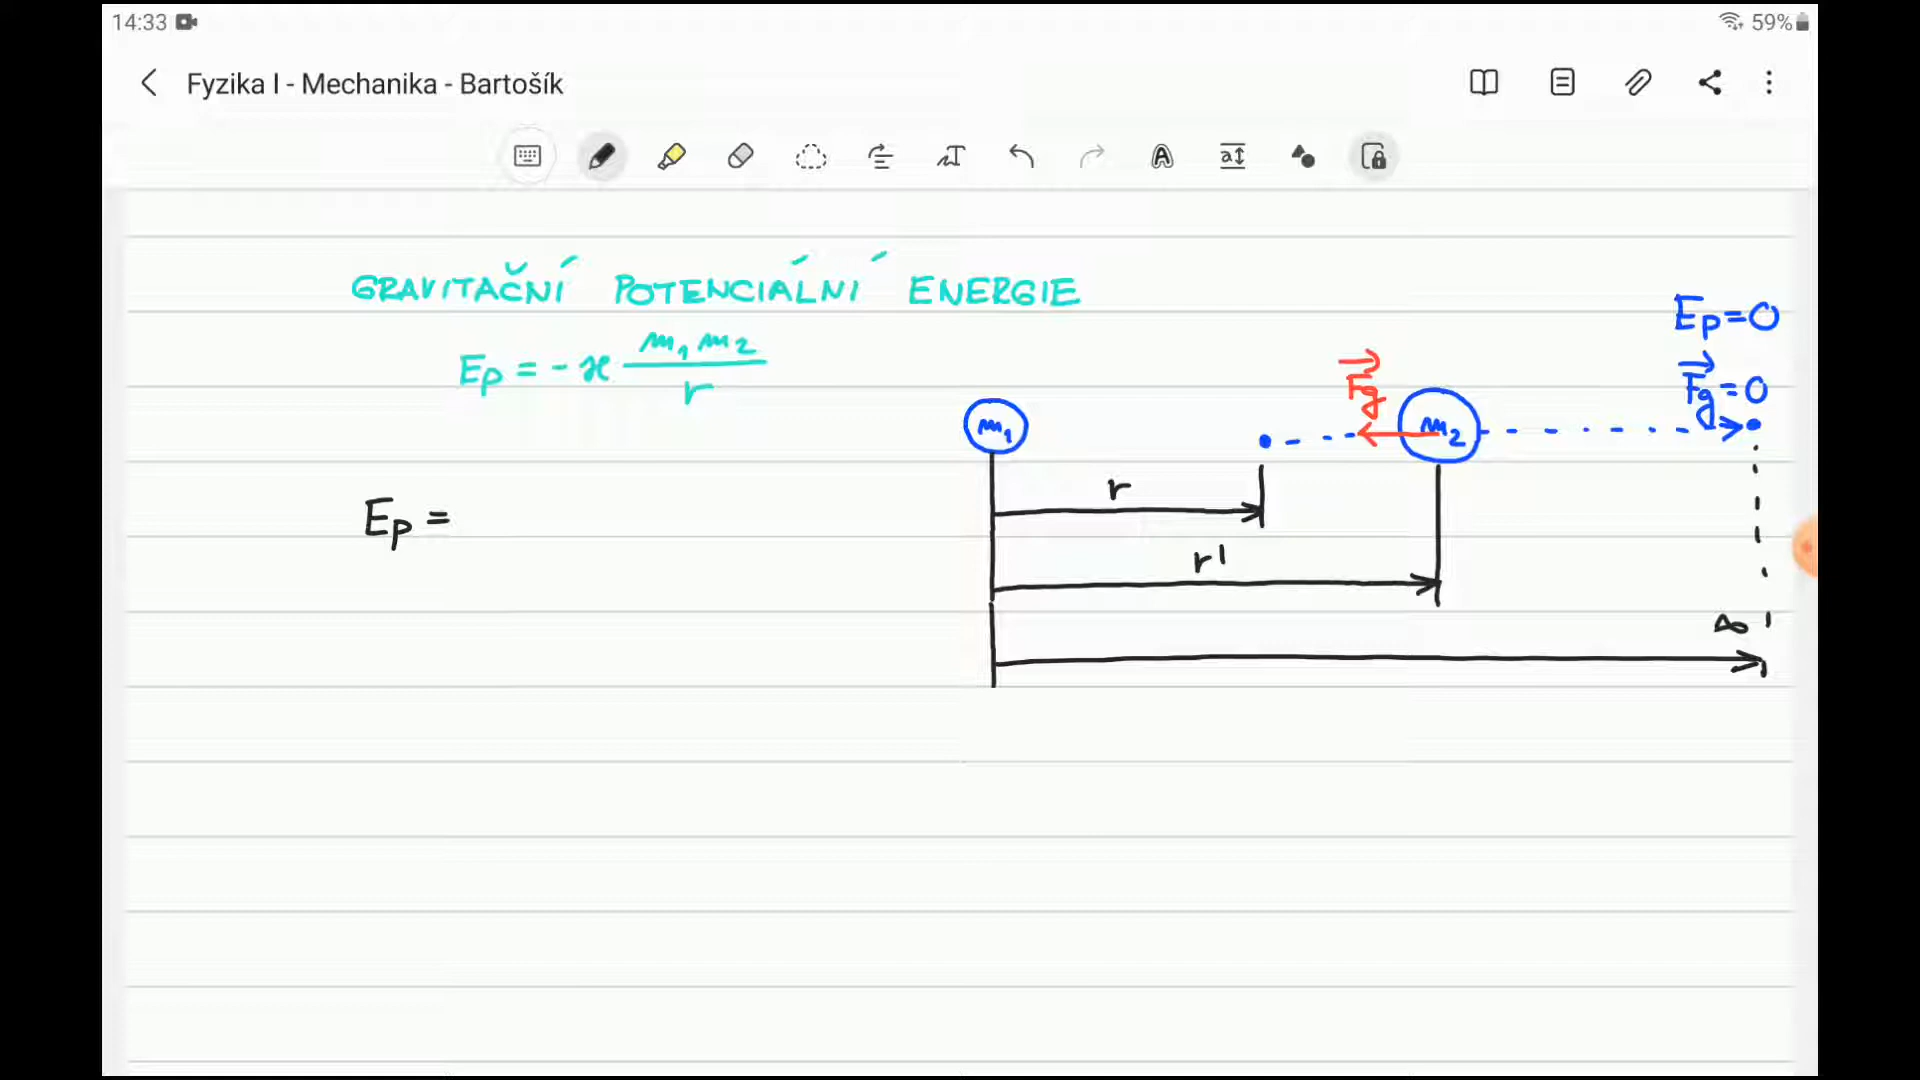 14:33
59%
Fyzika I - Mechanika - Bartošík
GRAVITAČNÍ POTENCIÁLNÍ ENERGIE
Ep = -ϰ m₁ m₂ / r
Ep = 0
Fg = 0
Fg
m₁
m₂
r
Ep =
r'
∞